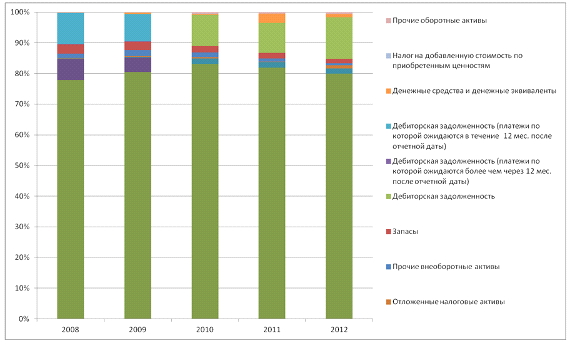 100%
90%
80%
70%
60%
50%
40%
30%
20%
10%
0%
2008
2009
2010
2011
2012
Прочие оборотные активы
Налог на добавленную стоимость по
приобретенным ценностям
Денежные средства и денежные эквиваленты
Дебиторская задолженность (платежи по
которой ожидаются в течение 12 мес. после
отчетной даты)
Дебиторская задолженность (платежи по
которой ожидаются более чем через 12 мес.
после отчетной даты)
Дебиторская задолженность
Запасы
Прочие внеоборотные активы
Отложенные налоговые активы